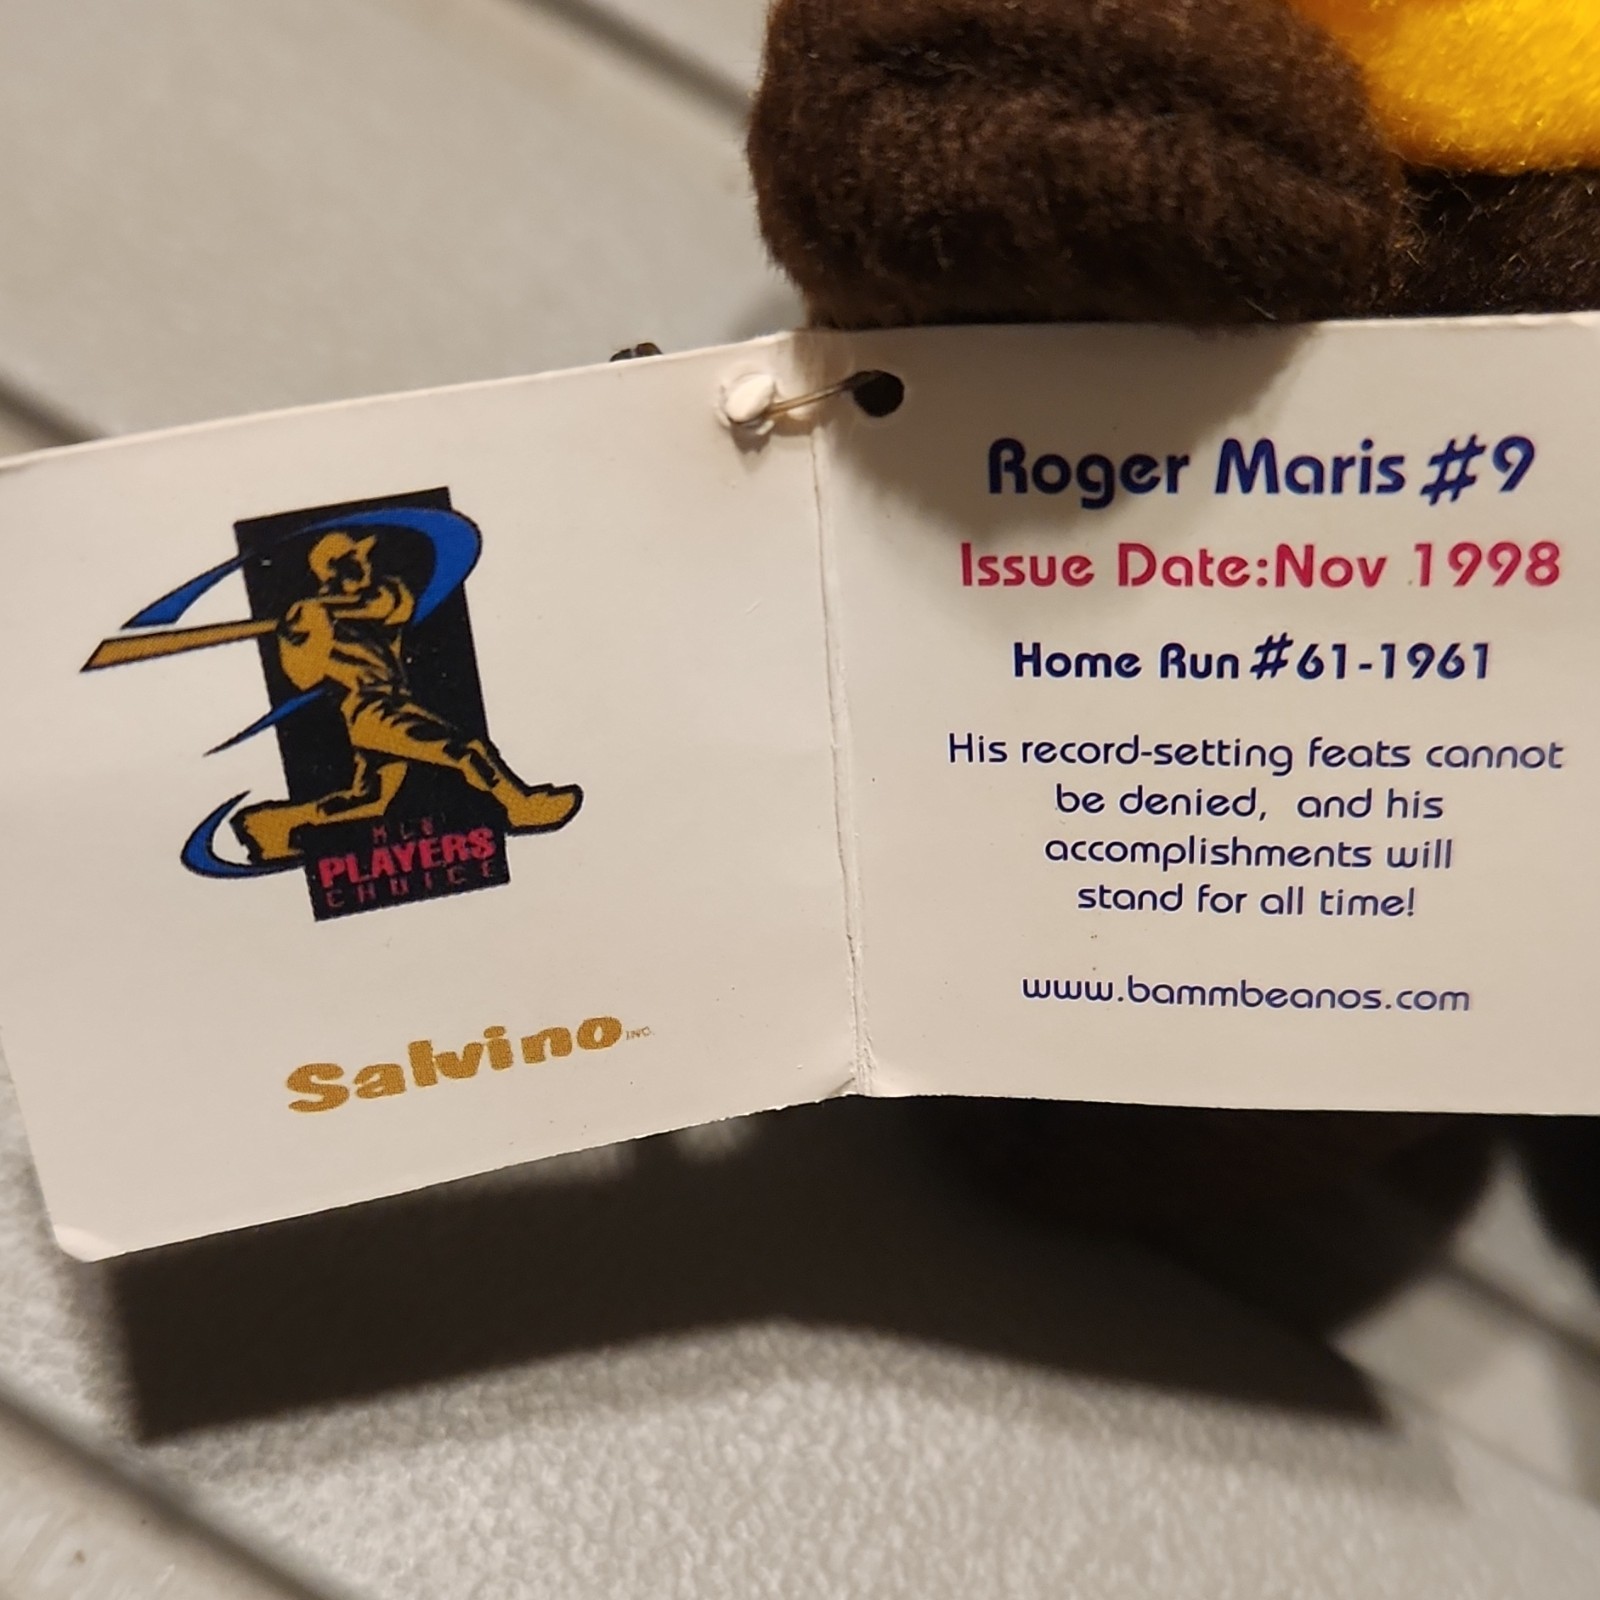 MLB
PLAYERS
CHOICE
Salvino INC.
Roger Maris #9
Issue Date:Nov 1998
Home Run #61-1961
His record-setting feats cannot
be denied, and his
accomplishments will
stand for all time!
www.bammbeanos.com